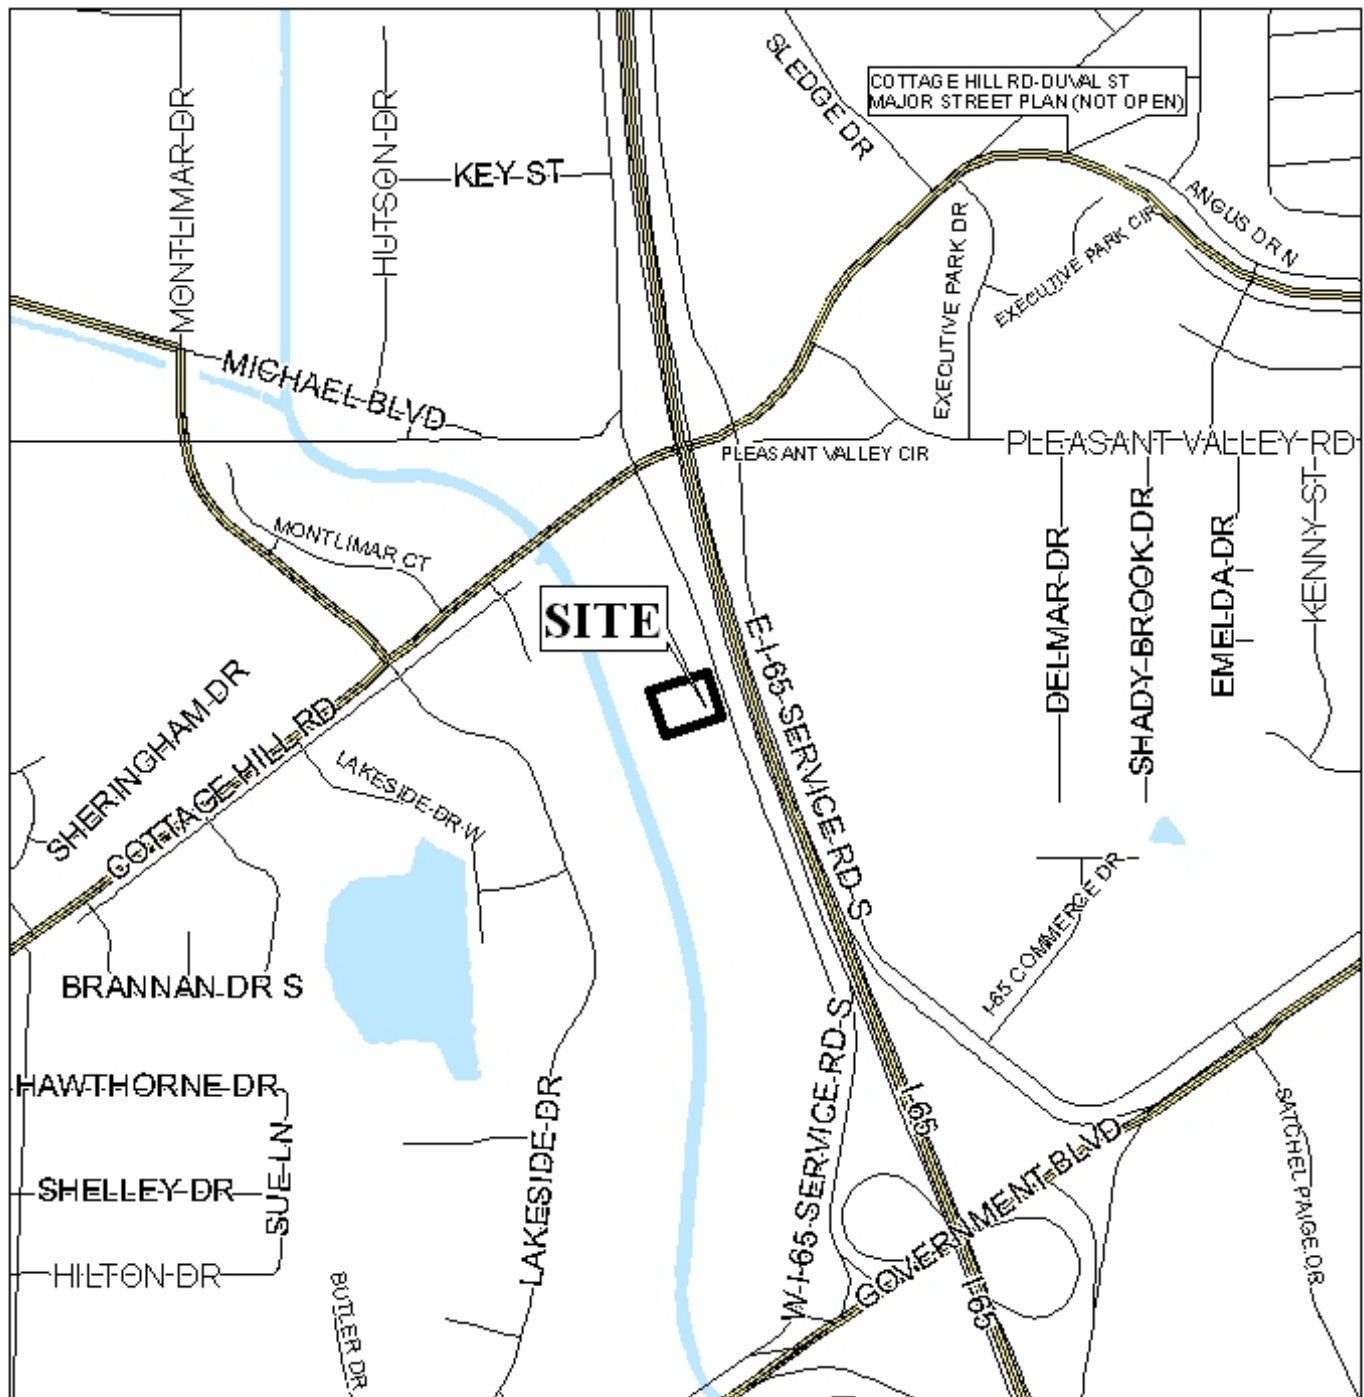 SLEDGE DR
COTTAGE HILL RD-DUVAL ST
MAJOR STREET PLAN (NOT OPEN)
MONTLIMAR DR
HUTSON DR
KEY ST
ANGUS DR N
EXECUTIVE PARK DR
EXECUTIVE PARK CIR
MICHAEL BLVD
PLEASANT VALLEY CIR
PLEASANT VALLEY RD
MONTLIMAR CT
DELMAR DR
SHADY BROOK DR
EMELDA DR
KENNY ST
SITE
E I-65 SERVICE RD S
SHERINGHAM DR
COTTAGE HILL RD
LAKESIDE DR W
I-65 COMMERCE DR
BRANNAN DR S
HAWTHORNE DR
SUE LN
SHELLEY DR
HILTON DR
LAKESIDE DR
W I-65 SERVICE RD S
I-65
GOVERNMENT BLVD
I-65
SATCHEL PAIGE DR
BUTLER DR